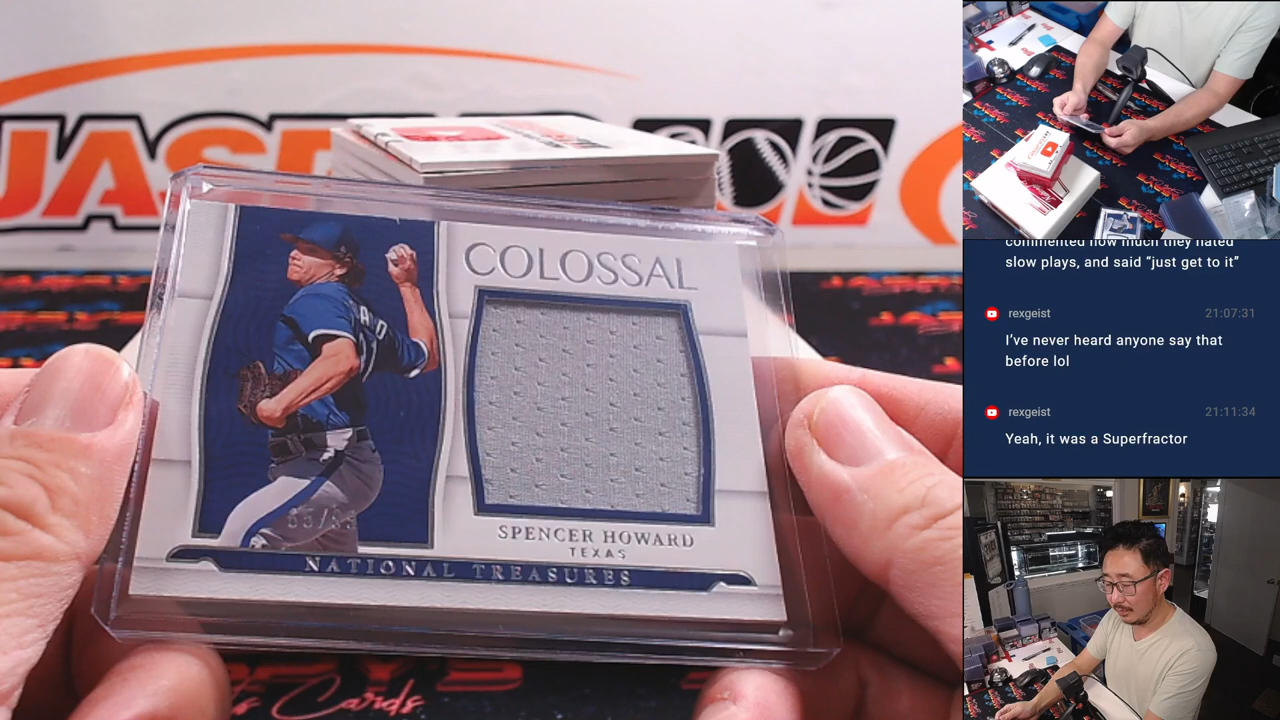 COLOSSAL
SPENCER HOWARD
TEXAS
NATIONAL TREASURES
Cards
commented how much they hated
slow plays, and said “just get to it”
rexgeist 21:07:31
I’ve never heard anyone say that
before lol
rexgeist 21:11:34
Yeah, it was a Superfractor